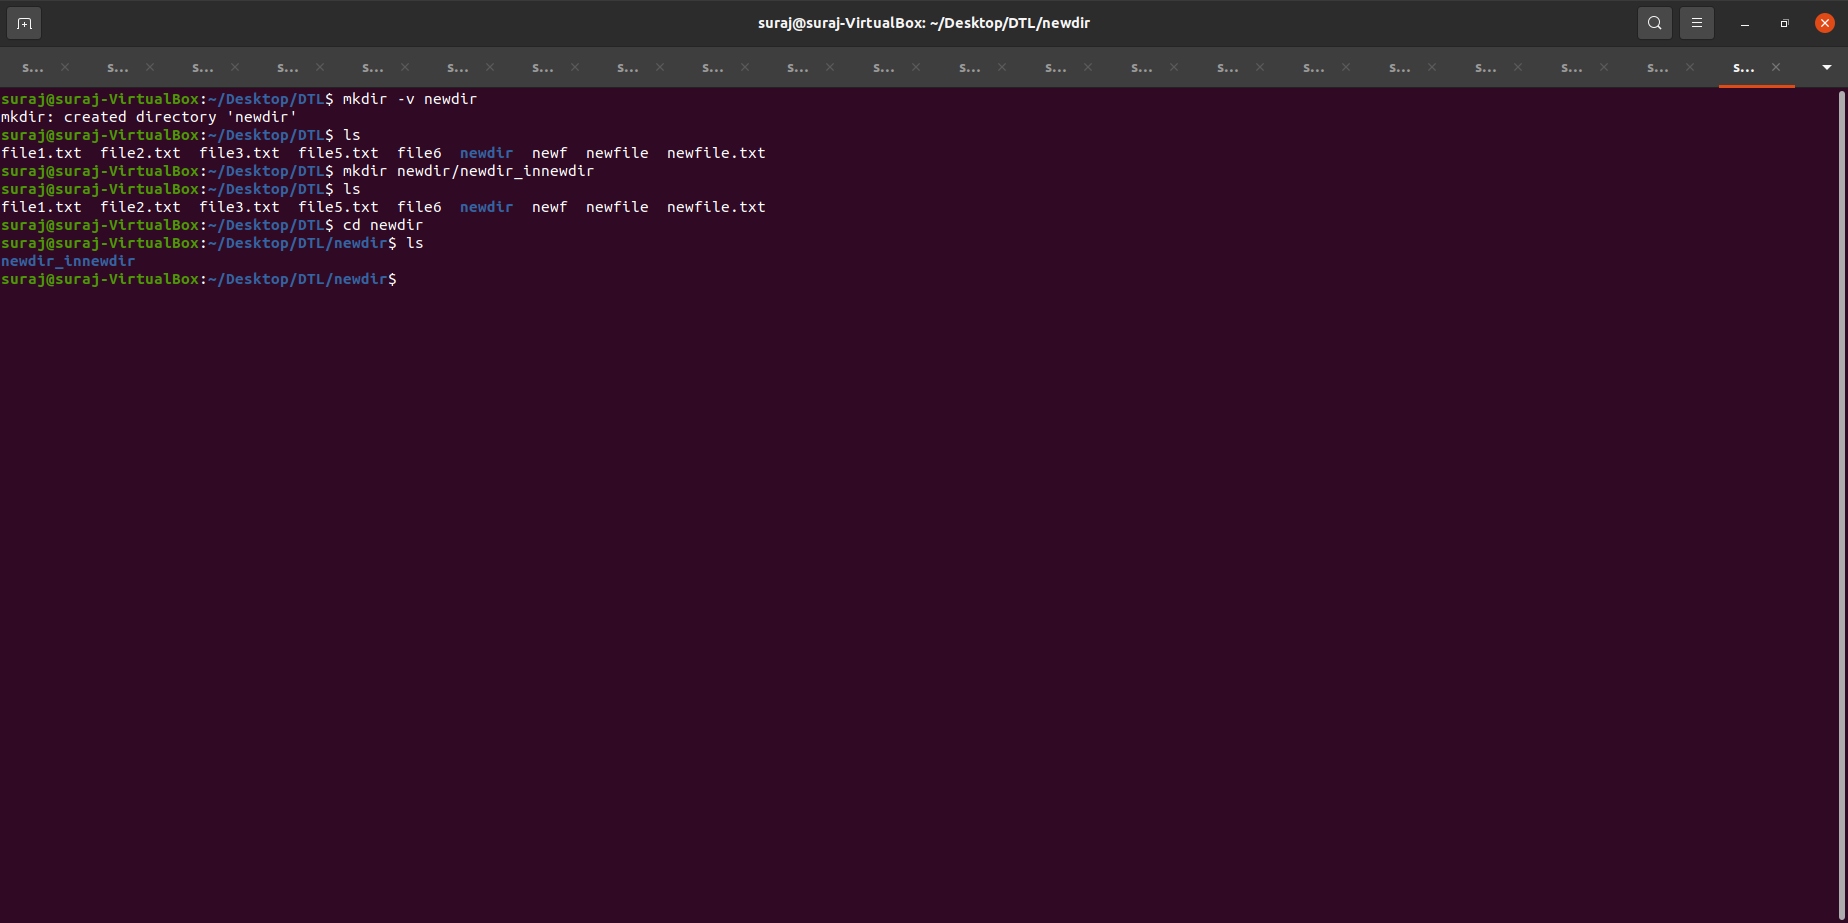 suraj@suraj-VirtualBox: ~/Desktop/DTL/newdir
s... s... s... s... s... s... s... s... s... s... s... s... s... s... s... s... s... s... s... s... s...
suraj@suraj-VirtualBox:~/Desktop/DTL$ mkdir -v newdir
mkdir: created directory 'newdir'
suraj@suraj-VirtualBox:~/Desktop/DTL$ ls
file1.txt  file2.txt  file3.txt  file5.txt  file6  newdir  newf  newfile  newfile.txt
suraj@suraj-VirtualBox:~/Desktop/DTL$ mkdir newdir/newdir_innewdir
suraj@suraj-VirtualBox:~/Desktop/DTL$ ls
file1.txt  file2.txt  file3.txt  file5.txt  file6  newdir  newf  newfile  newfile.txt
suraj@suraj-VirtualBox:~/Desktop/DTL$ cd newdir
suraj@suraj-VirtualBox:~/Desktop/DTL/newdir$ ls
newdir_innewdir
suraj@suraj-VirtualBox:~/Desktop/DTL/newdir$